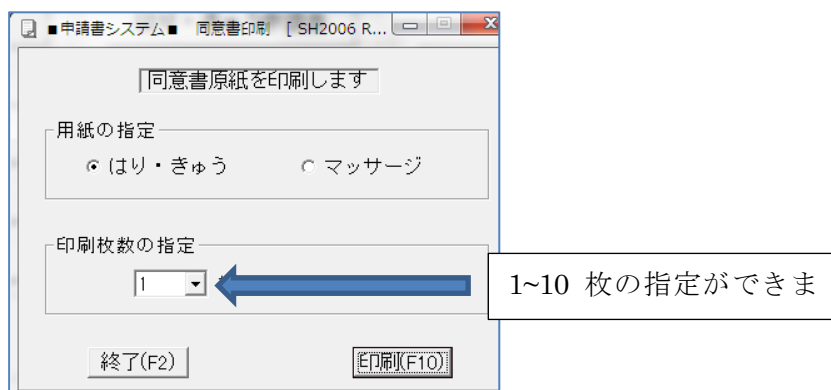 ■申請書システム■ 同意書印刷 [ SH2006 R...
同意書原紙を印刷します
用紙の指定
はり・きゅう マッサージ
印刷枚数の指定
1
1~10 枚の指定ができま
終了(F2) 印刷(F10)